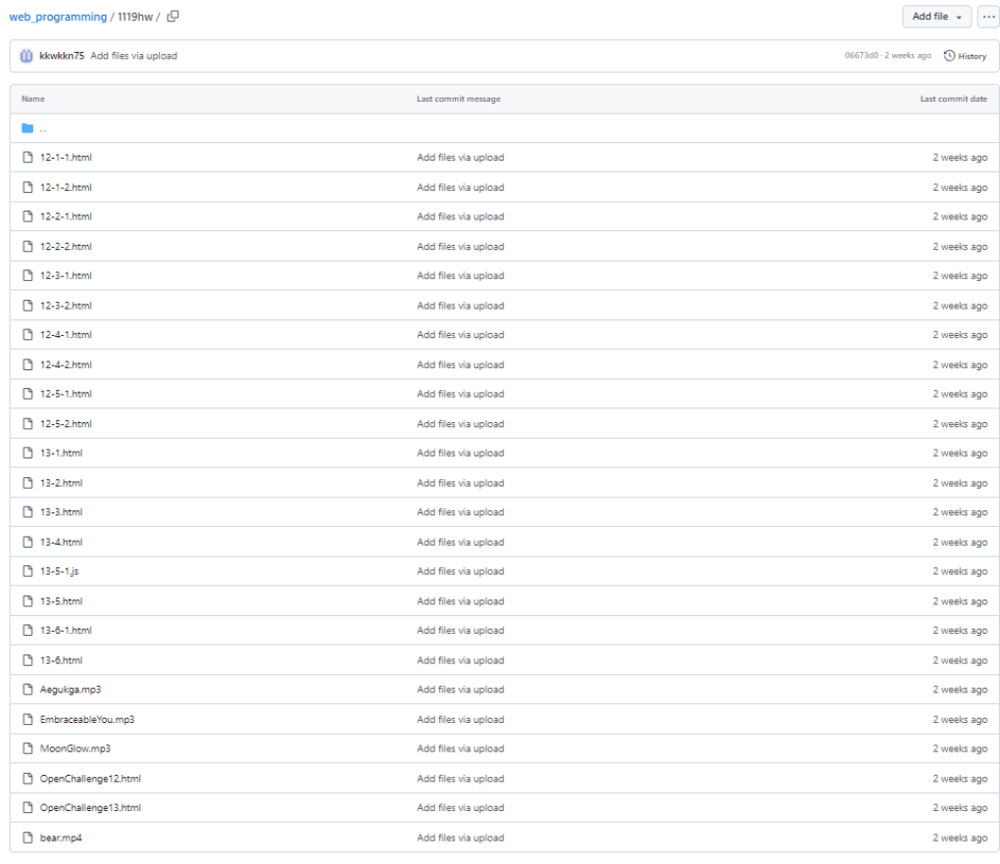 web_programming / 1119hw /
Add file
kkwkkn75 Add files via upload 06673d0 · 2 weeks ago History
Name Last commit message Last commit date
..
12-1-1.html Add files via upload 2 weeks ago
12-1-2.html Add files via upload 2 weeks ago
12-2-1.html Add files via upload 2 weeks ago
12-2-2.html Add files via upload 2 weeks ago
12-3-1.html Add files via upload 2 weeks ago
12-3-2.html Add files via upload 2 weeks ago
12-4-1.html Add files via upload 2 weeks ago
12-4-2.html Add files via upload 2 weeks ago
12-5-1.html Add files via upload 2 weeks ago
12-5-2.html Add files via upload 2 weeks ago
13-1.html Add files via upload 2 weeks ago
13-2.html Add files via upload 2 weeks ago
13-3.html Add files via upload 2 weeks ago
13-4.html Add files via upload 2 weeks ago
13-5-1.js Add files via upload 2 weeks ago
13-5.html Add files via upload 2 weeks ago
13-6-1.html Add files via upload 2 weeks ago
13-6.html Add files via upload 2 weeks ago
Aegukga.mp3 Add files via upload 2 weeks ago
EmbraceableYou.mp3 Add files via upload 2 weeks ago
MoonGlow.mp3 Add files via upload 2 weeks ago
OpenChallenge12.html Add files via upload 2 weeks ago
OpenChallenge13.html Add files via upload 2 weeks ago
bear.mp4 Add files via upload 2 weeks ago